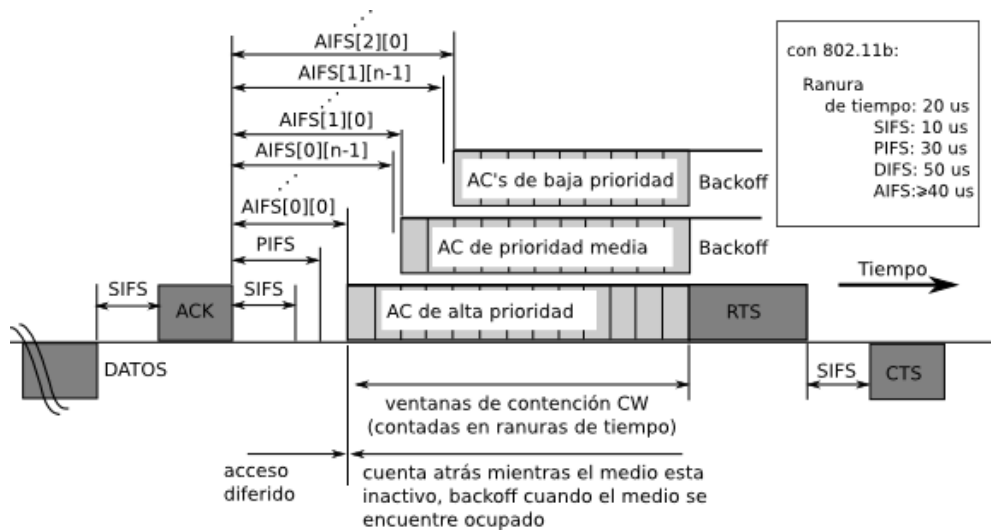 AIFS[2][0]
AIFS[1][n-1]
AIFS[1][0]
AIFS[0][n-1]
AIFS[0][0]
PIFS
SIFS
SIFS
ACK
DATOS
AC's de baja prioridad
Backoff
AC de prioridad media
Backoff
AC de alta prioridad
RTS
Tiempo
SIFS
CTS
con 802.11b:
Ranura
de tiempo: 20 us
SIFS: 10 us
PIFS: 30 us
DIFS: 50 us
AIFS:⩾40 us
ventanas de contención CW
(contadas en ranuras de tiempo)
acceso
diferido
cuenta atrás mientras el medio esta
inactivo, backoff cuando el medio se
encuentre ocupado